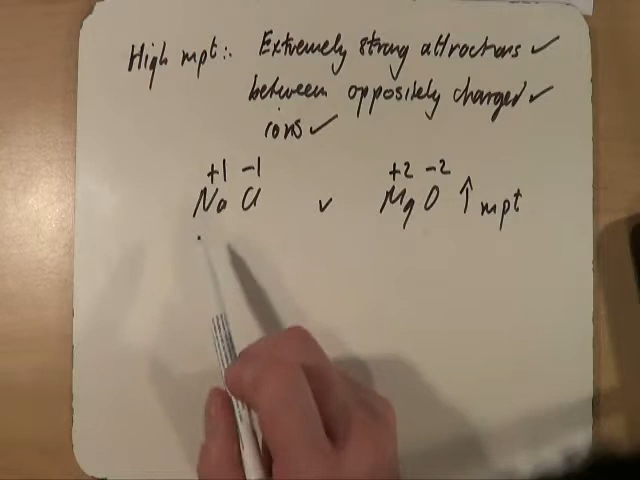 High mpt:. Extremely strong attractions ✓
between oppositely charged ✓
ions ✓
+1 -1 +2 -2
NaCl v MgO ↑ mpt